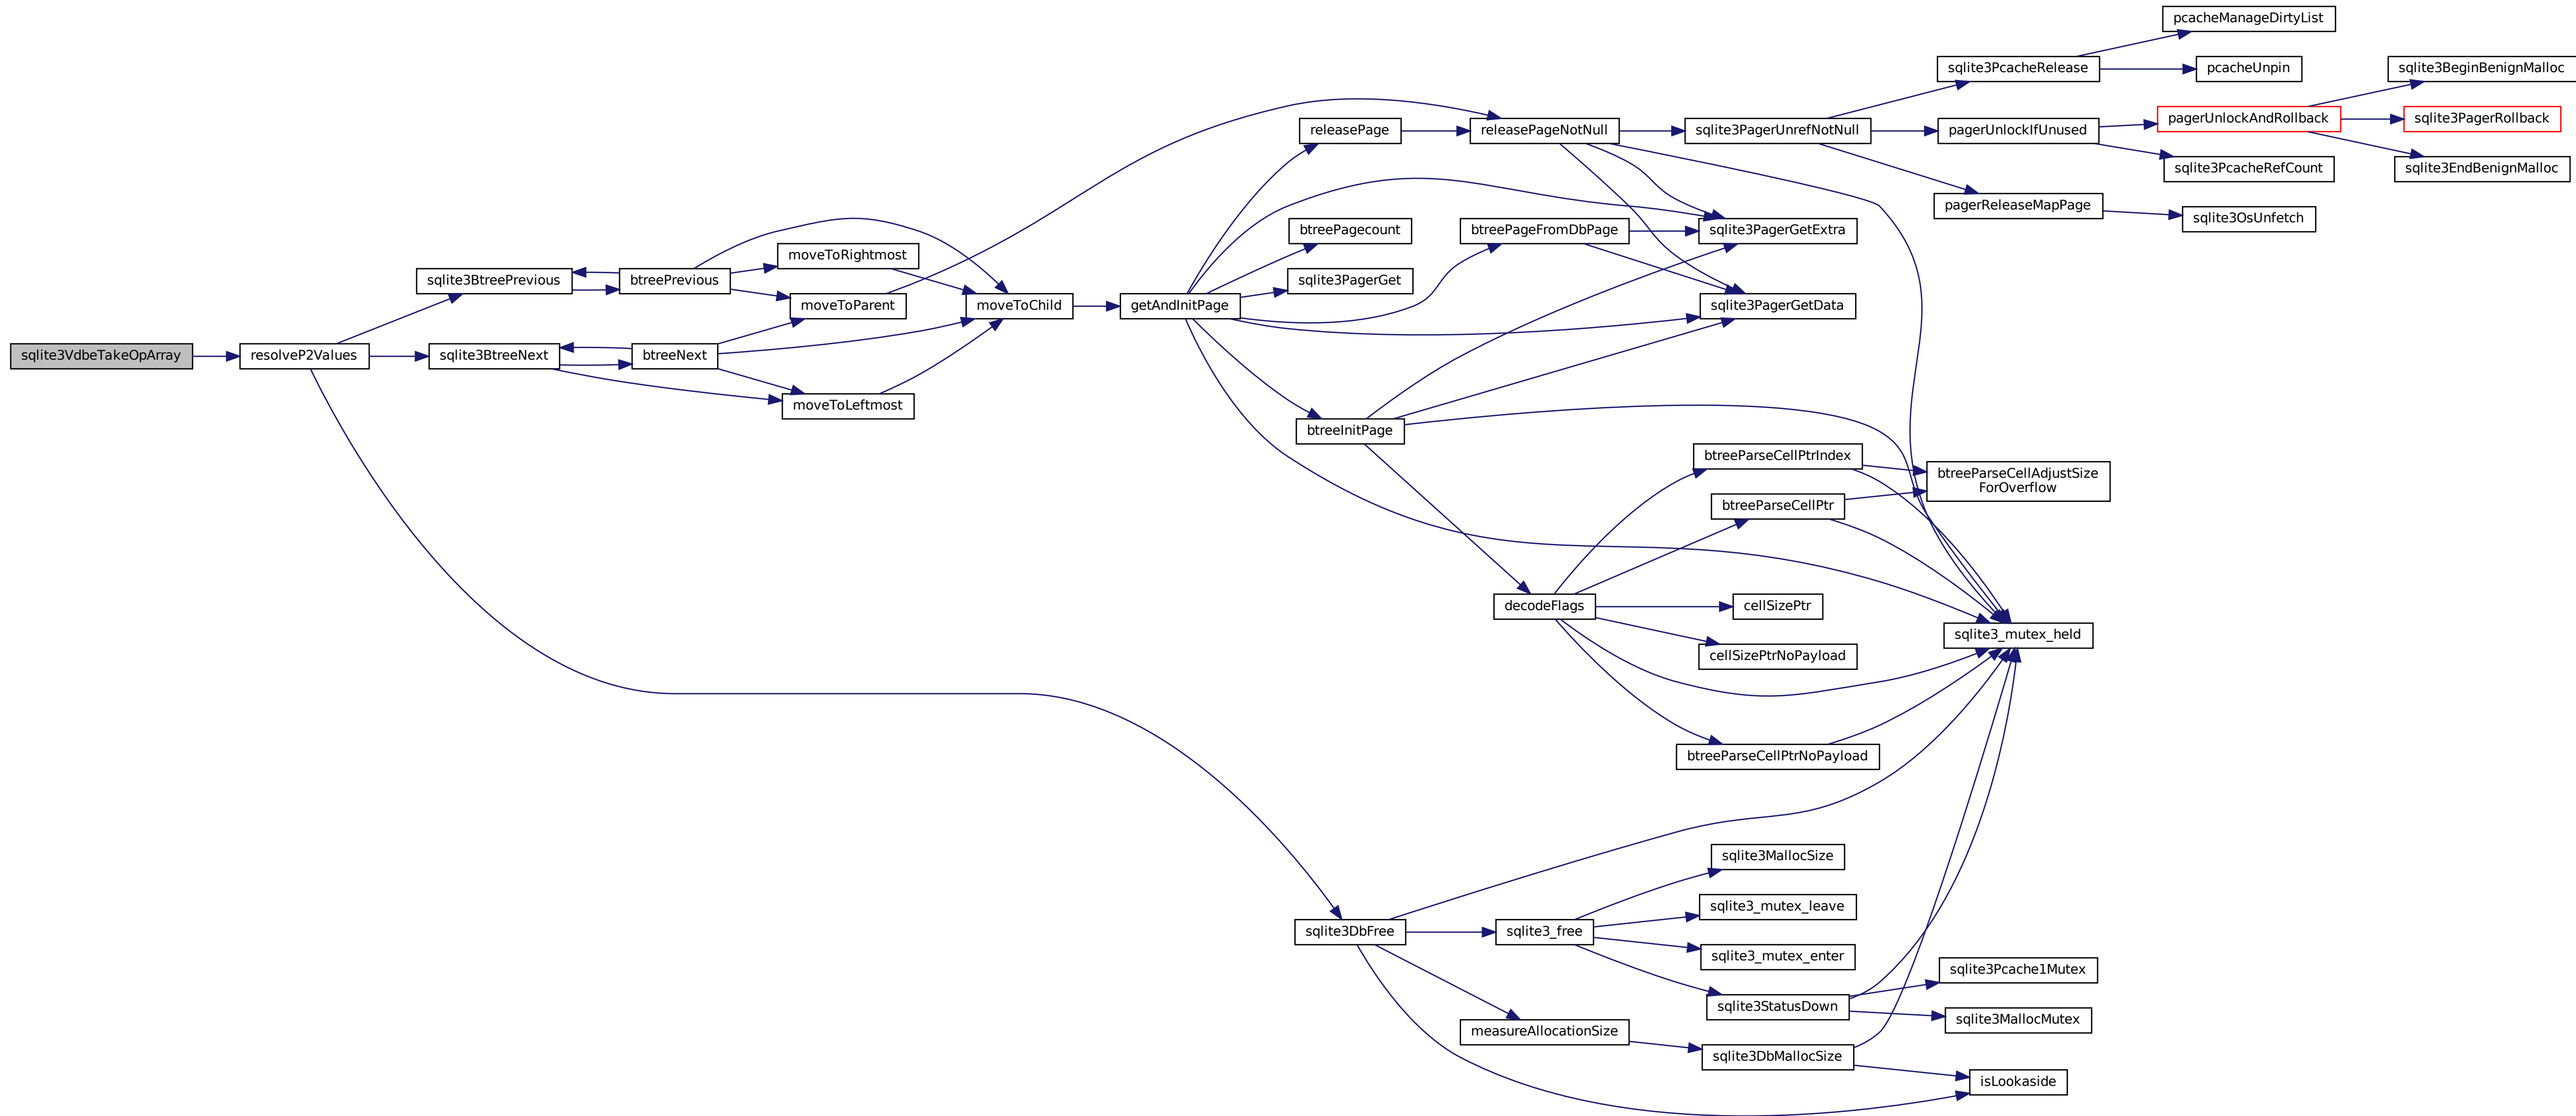 pcacheManageDirtyList
sqlite3PcacheRelease
pcacheUnpin
sqlite3BeginBenignMalloc
releasePage
releasePageNotNull
sqlite3PagerUnrefNotNull
pagerUnlockIfUnused
pagerUnlockAndRollback
sqlite3PagerRollback
sqlite3PcacheRefCount
sqlite3EndBenignMalloc
pagerReleaseMapPage
sqlite3OsUnfetch
btreePagecount
btreePageFromDbPage
sqlite3PagerGetExtra
moveToRightmost
sqlite3BtreePrevious
btreePrevious
sqlite3PagerGet
moveToParent
moveToChild
getAndInitPage
sqlite3PagerGetData
sqlite3VdbeTakeOpArray
resolveP2Values
sqlite3BtreeNext
btreeNext
moveToLeftmost
btreeInitPage
btreeParseCellPtrIndex
btreeParseCellAdjustSize
ForOverflow
btreeParseCellPtr
decodeFlags
cellSizePtr
sqlite3_mutex_held
cellSizePtrNoPayload
btreeParseCellPtrNoPayload
sqlite3MallocSize
sqlite3_mutex_leave
sqlite3DbFree
sqlite3_free
sqlite3_mutex_enter
sqlite3Pcache1Mutex
sqlite3StatusDown
sqlite3MallocMutex
measureAllocationSize
sqlite3DbMallocSize
isLookaside